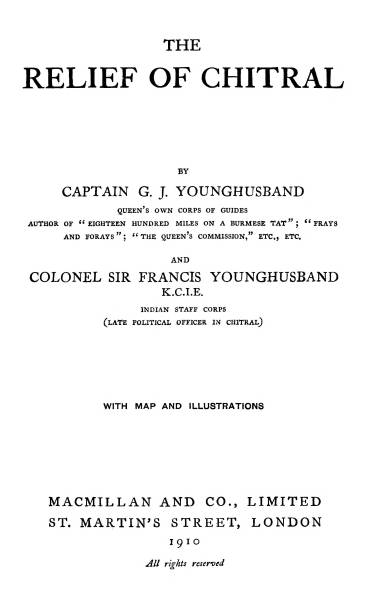 THE
RELIEF OF CHITRAL
BY
CAPTAIN G. J. YOUNGHUSBAND
QUEEN'S OWN CORPS OF GUIDES
AUTHOR OF "EIGHTEEN HUNDRED MILES ON A BURMESE TAT"; "FRAYS
AND FORAYS"; "THE QUEEN'S COMMISSION," ETC., ETC.
AND
COLONEL SIR FRANCIS YOUNGHUSBAND
K.C.I.E.
INDIAN STAFF CORPS
(LATE POLITICAL OFFICER IN CHITRAL)
WITH MAP AND ILLUSTRATIONS
MACMILLAN AND CO., LIMITED
ST. MARTIN'S STREET, LONDON
1910
All rights reserved